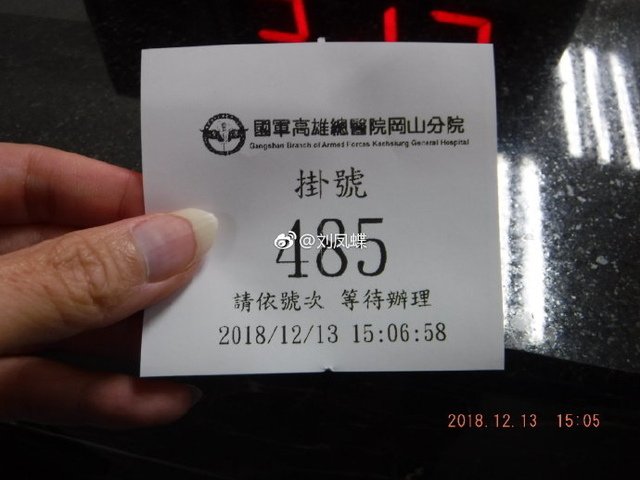 國軍高雄總醫院岡山分院
Gangshan Branch of Armed Forces Kaohsiung General Hospital
掛號
485
@刘凤蝶
請依號次 等待辦理
2018/12/13 15:06:58
2018.12.13 15:05